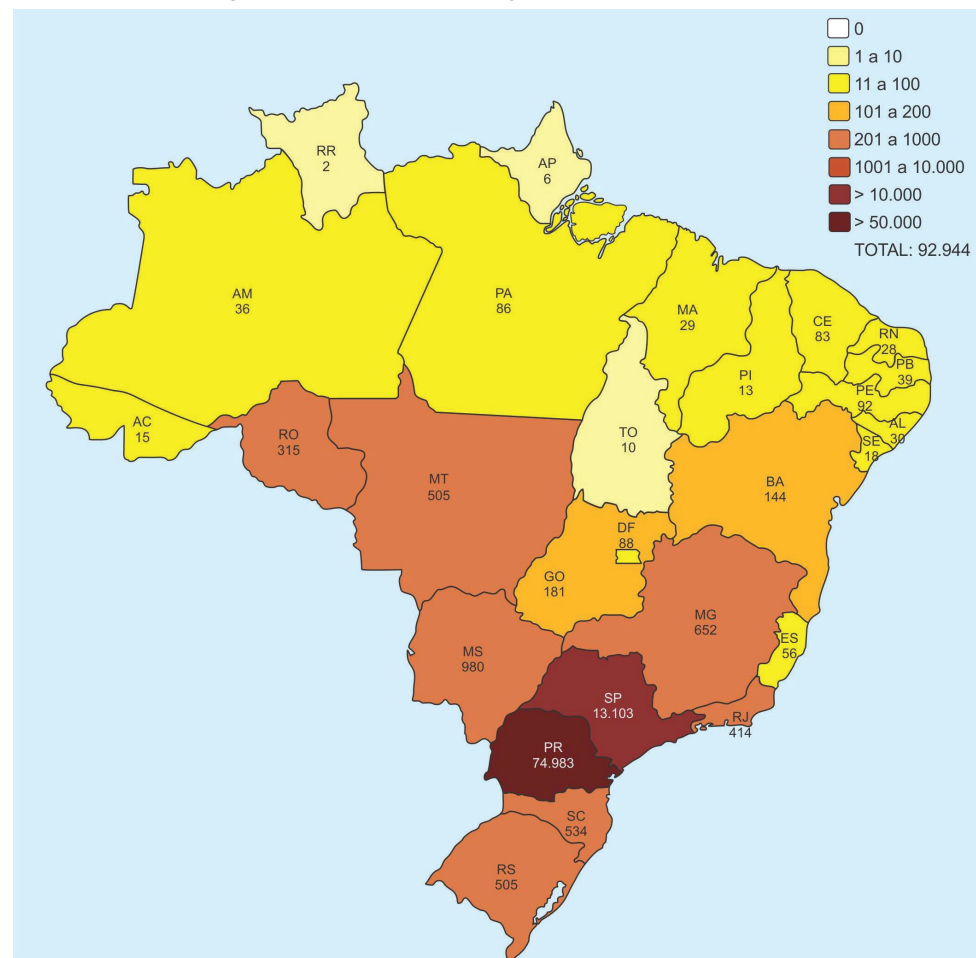 0
1 a 10
11 a 100
101 a 200
201 a 1000
1001 a 10.000
> 10.000
> 50.000
TOTAL: 92.944
RR
2
AP
6
AM
36
PA
86
MA
29
CE
83
RN
28
PB
39
PI
13
PE
92
AL
30
SE
18
AC
15
RO
315
TO
10
MT
505
BA
144
DF
88
GO
181
MG
652
ES
56
MS
980
SP
13.103
RJ
414
PR
74.983
SC
534
RS
505